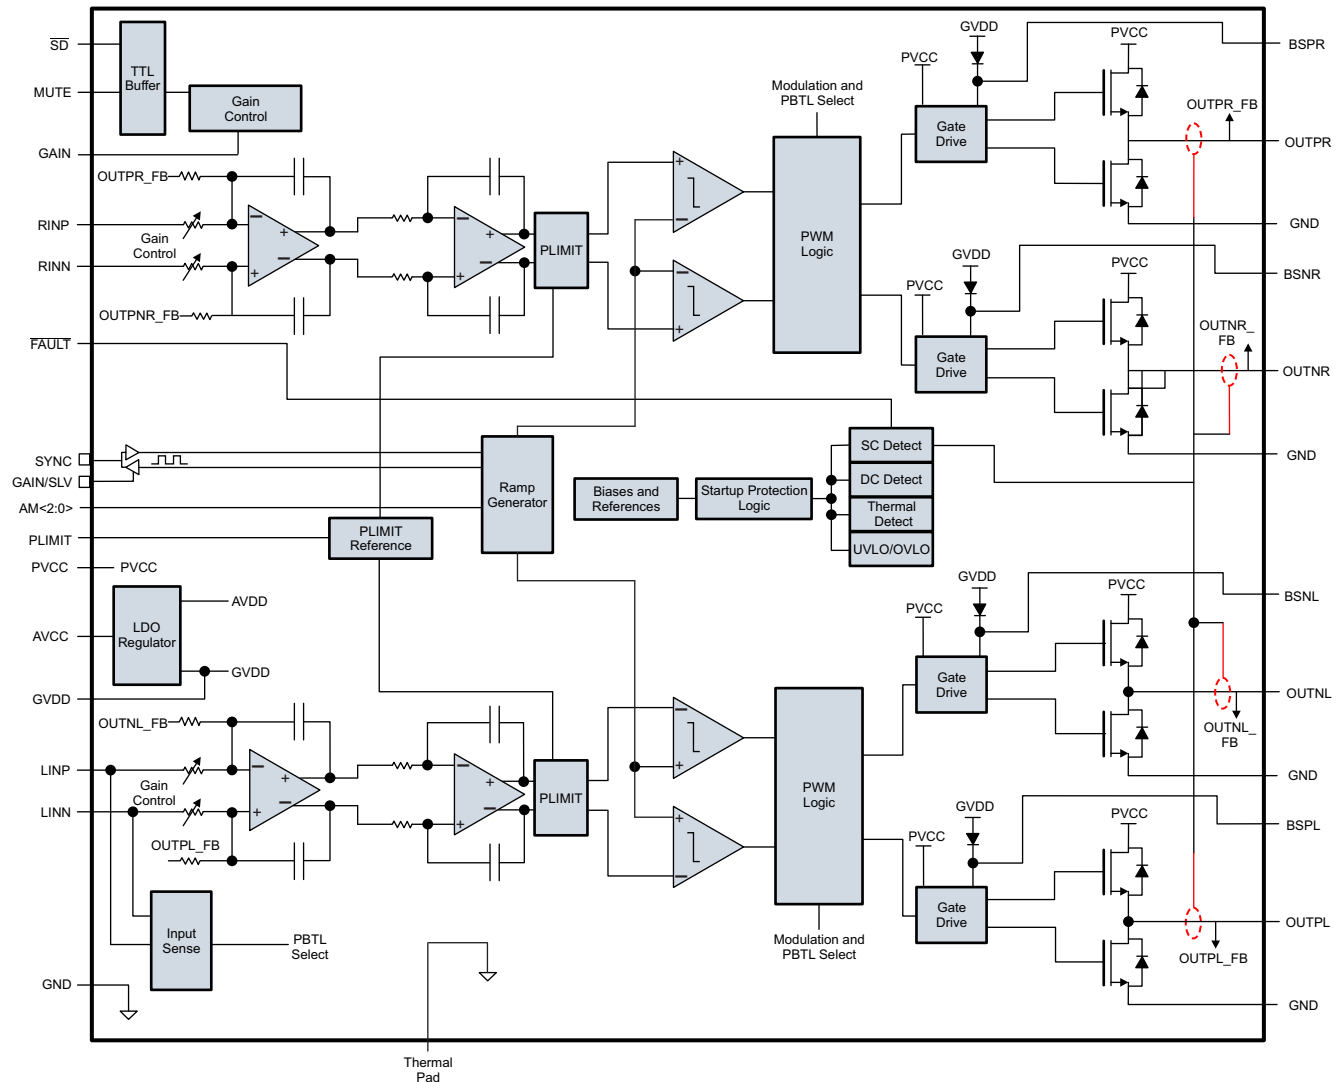 SD
MUTE
GAIN
TTL
Buffer
Gain
Control
OUTPR_FB
RINP
Gain
Control
RINN
OUTPNR_FB
FAULT
PLIMIT
Modulation and
PBTL Select
PWM
Logic
PVCC
GVDD
Gate
Drive
PVCC
BSPR
OUTPR_FB
OUTPR
GND
PVCC
GVDD
Gate
Drive
PVCC
BSNR
OUTNR_
FB
OUTNR
GND
SYNC
GAIN/SLV
AM<2:0>
PLIMIT
PVCC
PVCC
Ramp
Generator
PLIMIT
Reference
Biases and
References
Startup Protection
Logic
SC Detect
DC Detect
Thermal
Detect
UVLO/OVLO
AVCC
LDO
Regulator
AVDD
GVDD
GVDD
OUTNL_FB
LINP
Gain
Control
LINN
OUTPL_FB
PLIMIT
PWM
Logic
Modulation and
PBTL Select
PVCC
GVDD
Gate
Drive
PVCC
BSNL
OUTNL
OUTNL_
FB
GND
PVCC
GVDD
Gate
Drive
PVCC
BSPL
OUTPL
OUTPL_FB
GND
Input
Sense
PBTL
Select
GND
Thermal
Pad